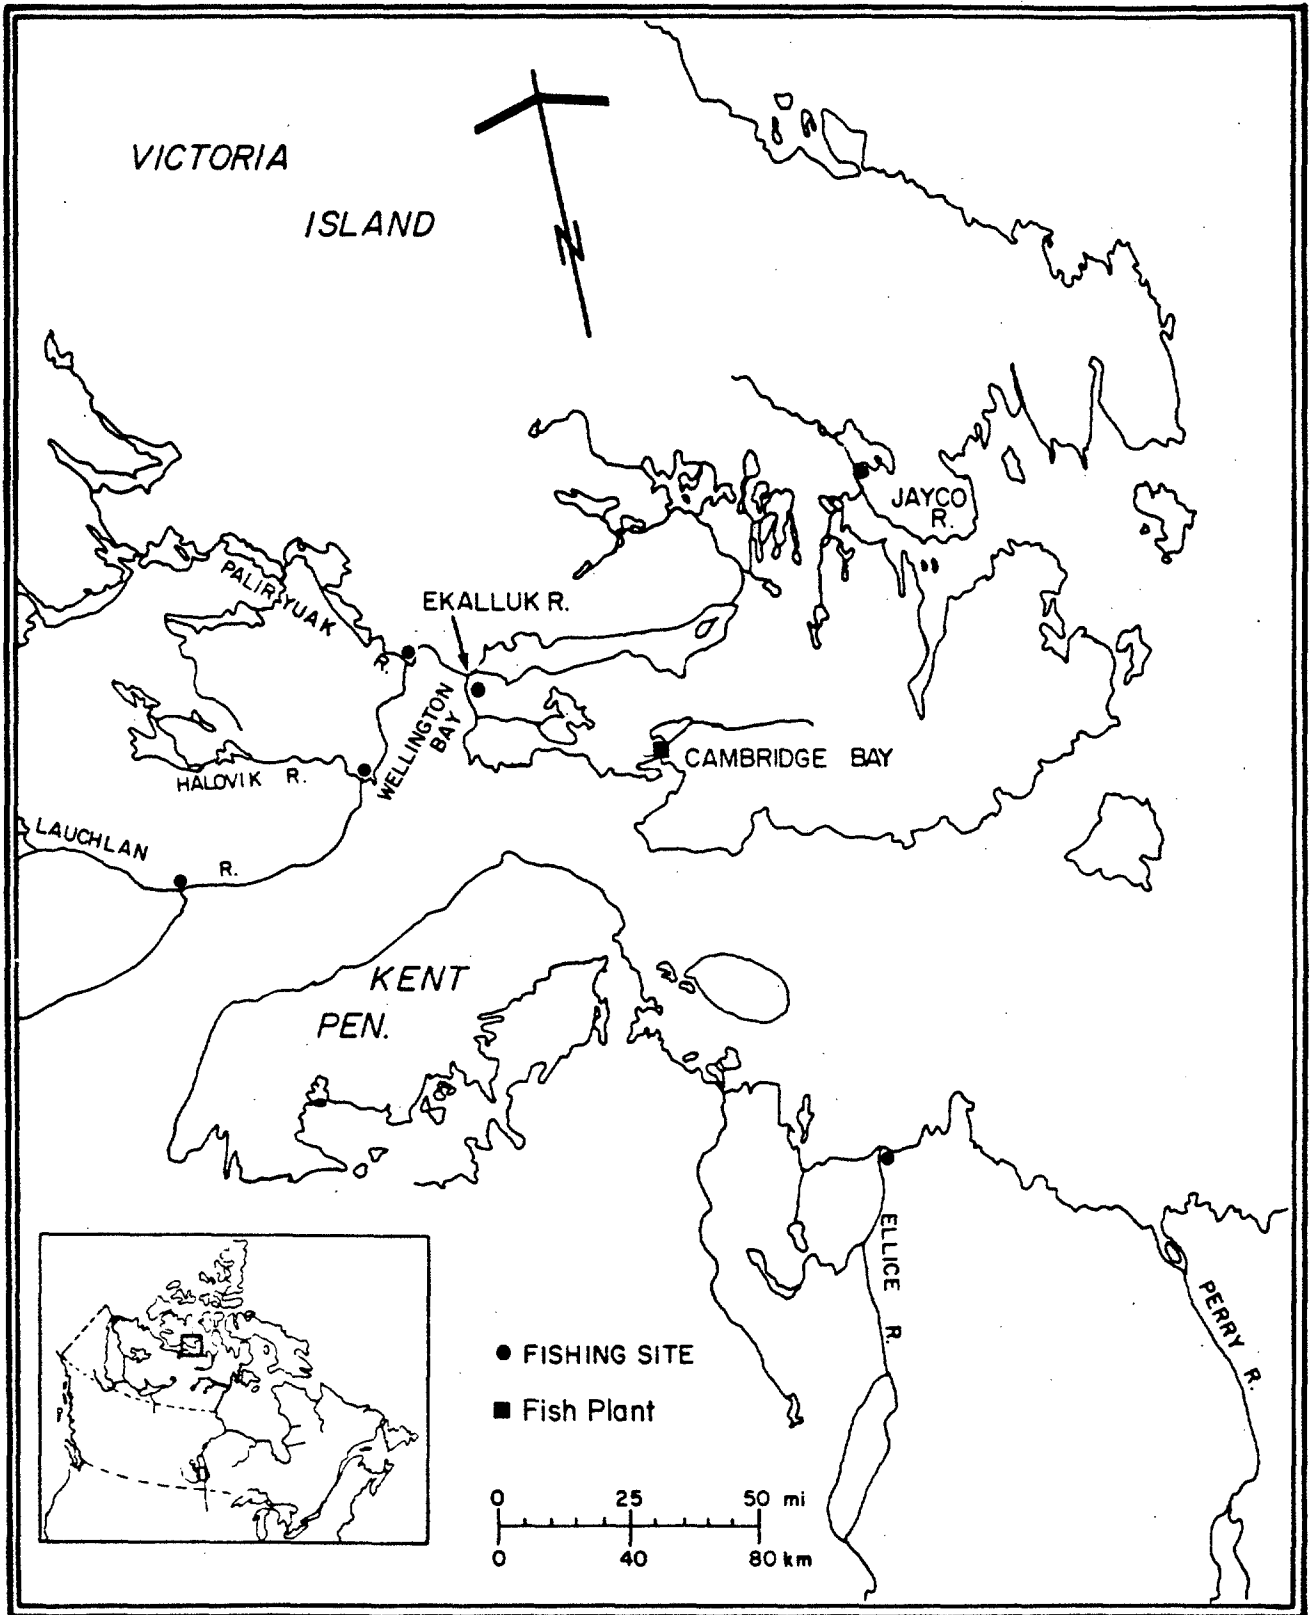 VICTORIA
ISLAND
N
JAYCO
R.
PALIRYUAK
R.
EKALLUK R.
WELLINGTON
BAY
CAMBRIDGE BAY
HALOVIK R.
LAUCHLAN
R.
KENT
PEN.
ELLICE R.
PERRY R.
FISHING SITE
Fish Plant
0 25 50 mi
0 40 80 km